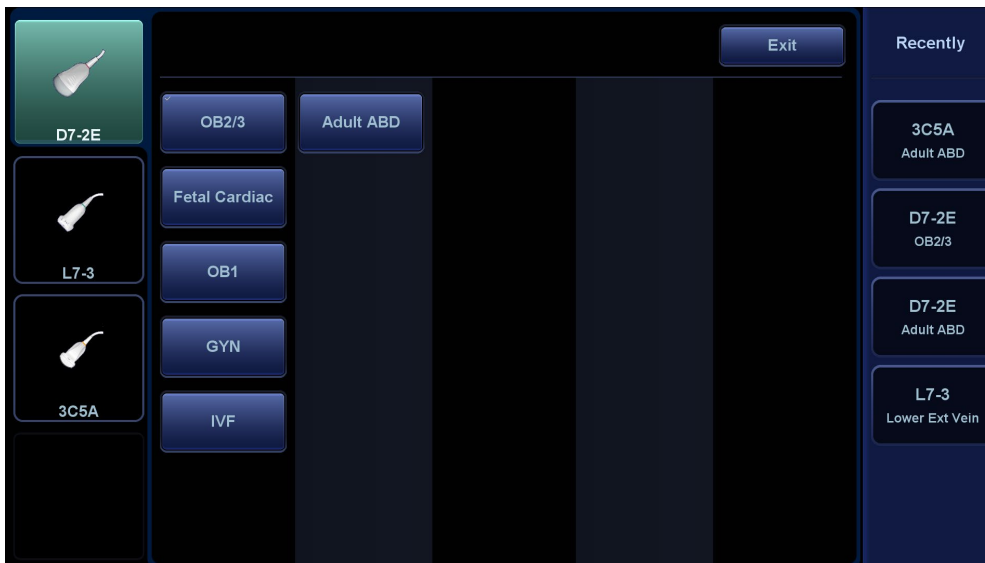 D7-2E
L7-3
3C5A
Exit
OB2/3
Adult ABD
Fetal Cardiac
OB1
GYN
IVF
Recently
3C5A
Adult ABD
D7-2E
OB2/3
D7-2E
Adult ABD
L7-3
Lower Ext Vein